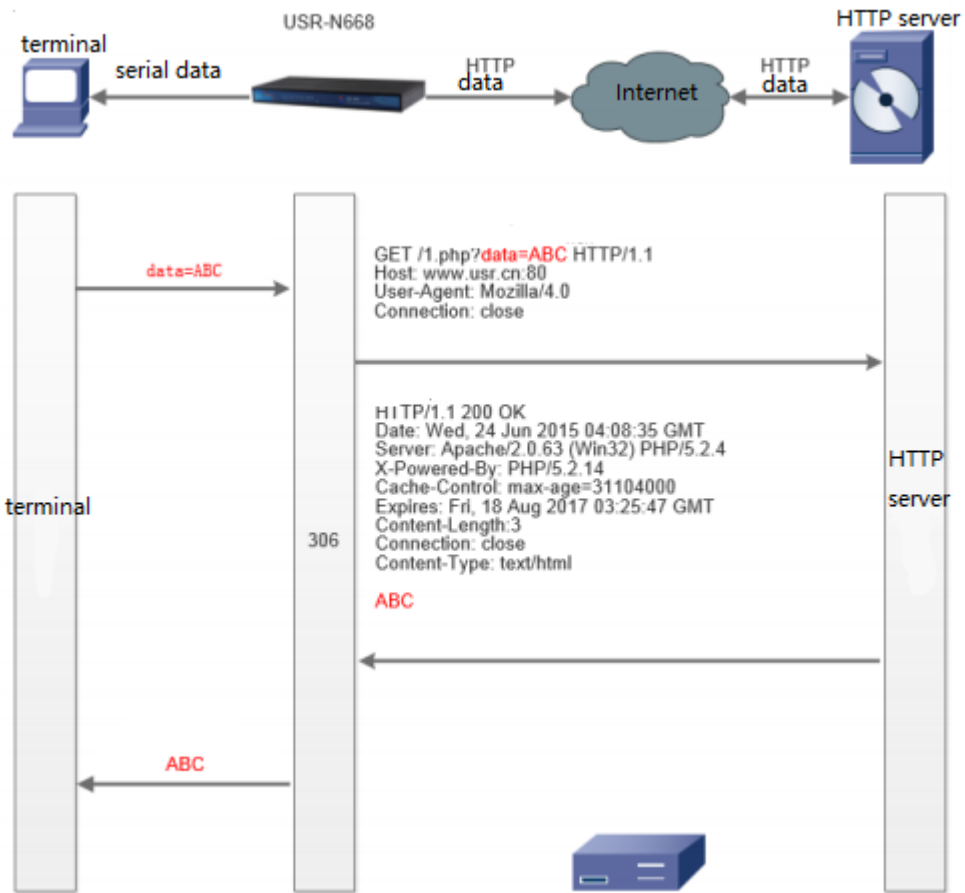 USR-N668
HTTP server
terminal
serial data
HTTP
data
Internet
HTTP
data
data=ABC
GET /1.php?data=ABC HTTP/1.1
Host: www.usr.cn:80
User-Agent: Mozilla/4.0
Connection: close
HTTP/1.1 200 OK
Date: Wed, 24 Jun 2015 04:08:35 GMT
Server: Apache/2.0.63 (Win32) PHP/5.2.4
X-Powered-By: PHP/5.2.14
Cache-Control: max-age=31104000
Expires: Fri, 18 Aug 2017 03:25:47 GMT
Content-Length:3
Connection: close
Content-Type: text/html
ABC
terminal
306
HTTP
server
ABC